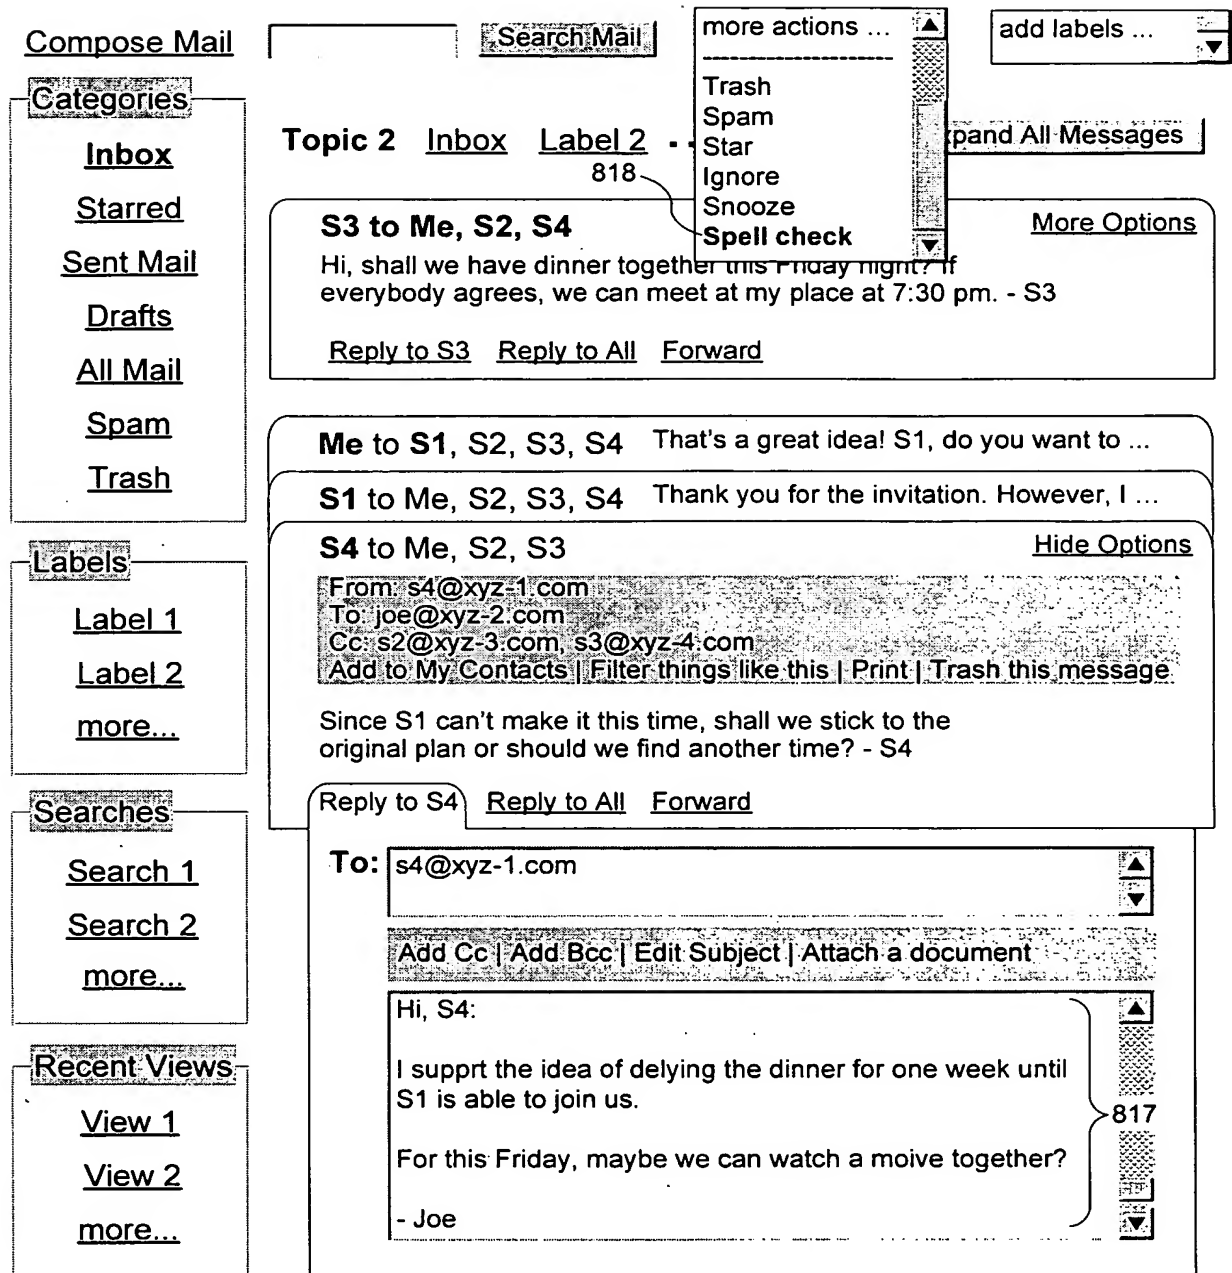 Compose Mail
Search Mail
more actions ...
--------------------
Trash
Spam
Star
Ignore
Snooze
Spell check
add labels ...
Categories
Inbox
Starred
Sent Mail
Drafts
All Mail
Spam
Trash
Labels
Label 1
Label 2
more...
Searches
Search 1
Search 2
more...
Recent Views
View 1
View 2
more...
Topic 2 Inbox Label 2
pand All Messages
818
S3 to Me, S2, S4 More Options
Hi, shall we have dinner together this Friday night? If
everybody agrees, we can meet at my place at 7:30 pm. - S3
Reply to S3 Reply to All Forward
Me to S1, S2, S3, S4 That's a great idea! S1, do you want to ...
S1 to Me, S2, S3, S4 Thank you for the invitation. However, I ...
S4 to Me, S2, S3 Hide Options
From: s4@xyz-1.com
To: joe@xyz-2.com
Cc: s2@xyz-3.com, s3@xyz-4.com
Add to My Contacts | Filter things like this | Print | Trash this message
Since S1 can't make it this time, shall we stick to the
original plan or should we find another time? - S4
Reply to S4 Reply to All Forward
To: s4@xyz-1.com
Add Cc | Add Bcc | Edit Subject | Attach a document
Hi, S4:
I supprt the idea of delying the dinner for one week until
S1 is able to join us.
817
For this Friday, maybe we can watch a moive together?
- Joe